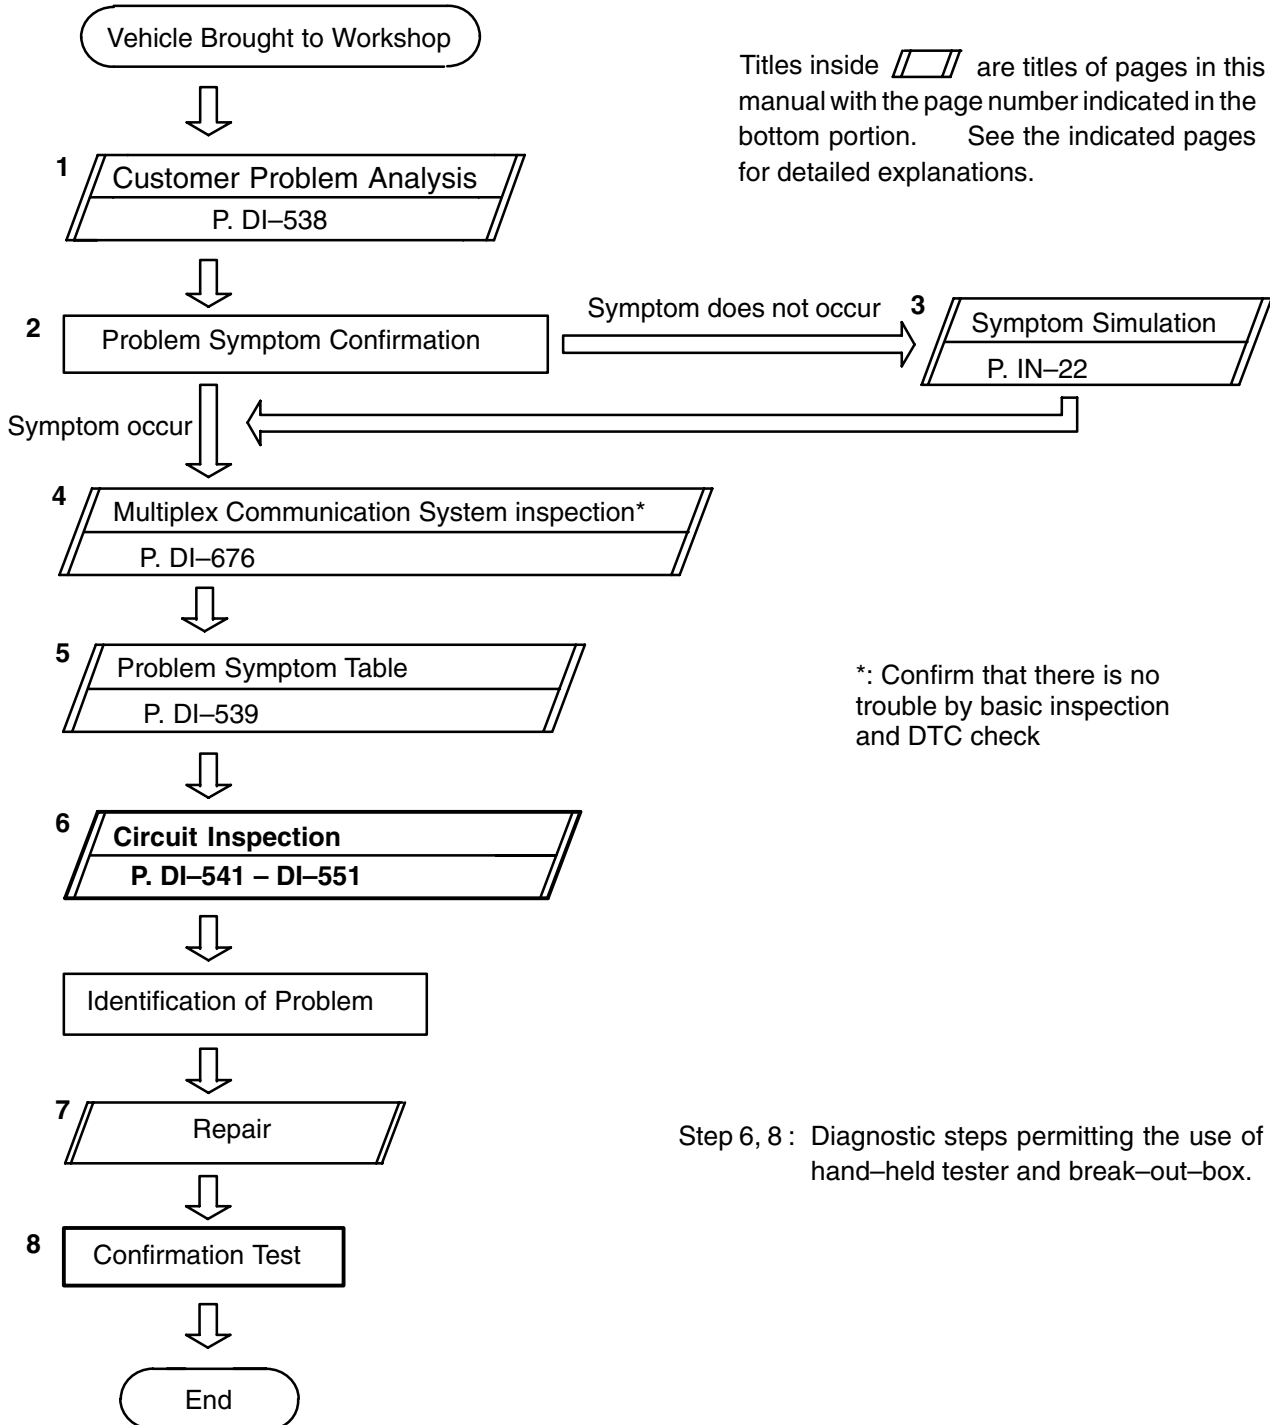 Vehicle Brought to Workshop
Titles inside are titles of pages in this
manual with the page number indicated in the
bottom portion. See the indicated pages
for detailed explanations.
1
Customer Problem Analysis
P. DI–538
2
Problem Symptom Confirmation
Symptom does not occur
3
Symptom Simulation
P. IN–22
Symptom occur
4
Multiplex Communication System inspection*
P. DI–676
5
Problem Symptom Table
P. DI–539
*: Confirm that there is no
trouble by basic inspection
and DTC check
6
Circuit Inspection
P. DI–541 – DI–551
Identification of Problem
7
Repair
Step 6, 8 : Diagnostic steps permitting the use of
hand–held tester and break–out–box.
8
Confirmation Test
End